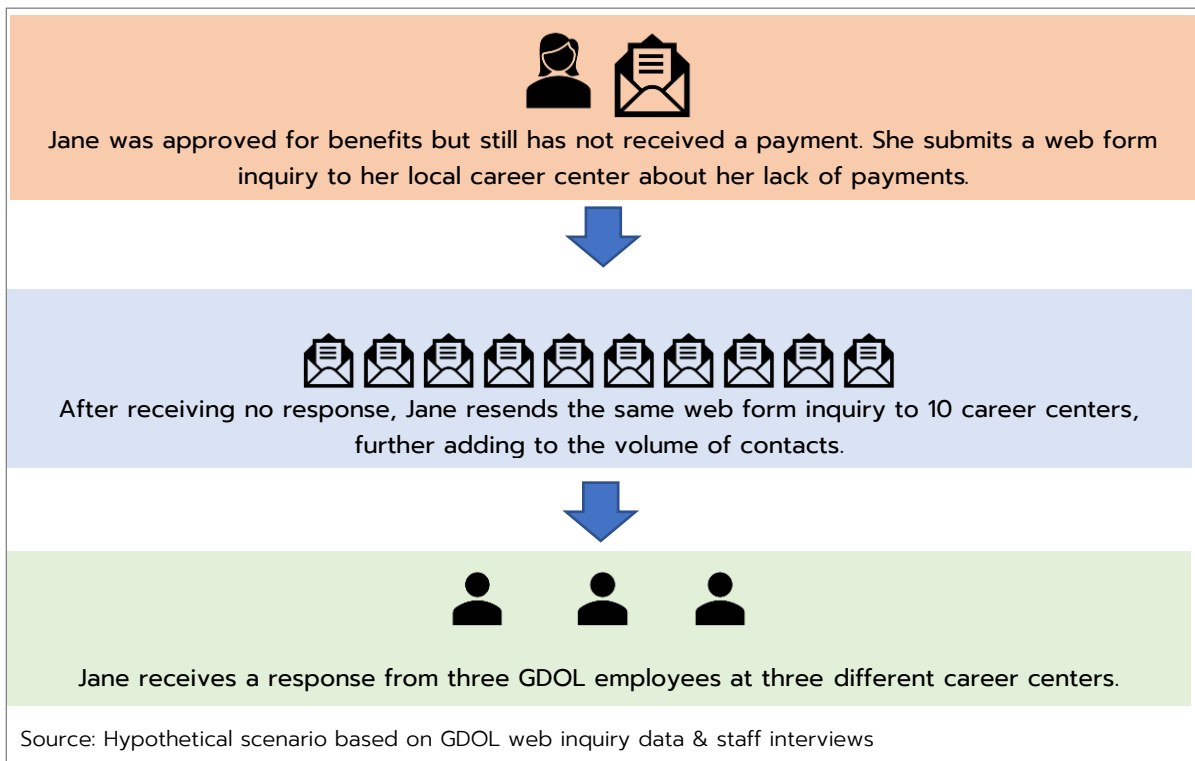 Jane was approved for benefits but still has not received a payment. She submits a web form
inquiry to her local career center about her lack of payments.
After receiving no response, Jane resends the same web form inquiry to 10 career centers,
further adding to the volume of contacts.
Jane receives a response from three GDOL employees at three different career centers.
Source: Hypothetical scenario based on GDOL web inquiry data & staff interviews